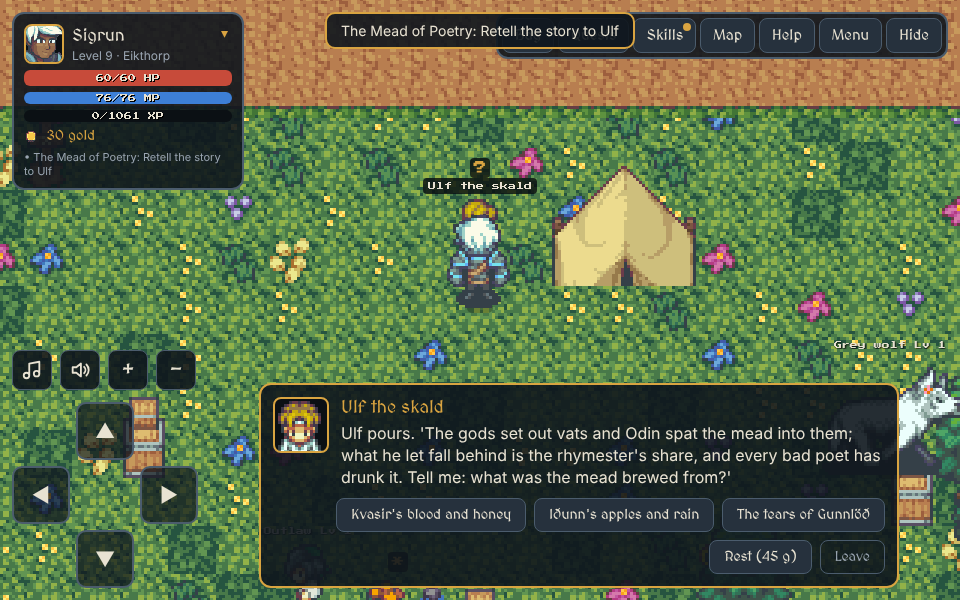 Sigrun
Level 9 · Eikthorp
60/60 HP
76/76 MP
0/1061 XP
30 gold
• The Mead of Poetry: Retell the story
to Ulf
The Mead of Poetry: Retell the story to Ulf
Skills
Map
Help
Menu
Hide
?
Ulf the skald
Grey wolf Lv 1
Ulf the skald
Ulf pours. 'The gods set out vats and Odin spat the mead into them;
what he let fall behind is the rhymester's share, and every bad poet has
drunk it. Tell me: what was the mead brewed from?'
Kvasir's blood and honey
Iðunn's apples and rain
The tears of Gunnlöð
Rest (45 g)
Leave